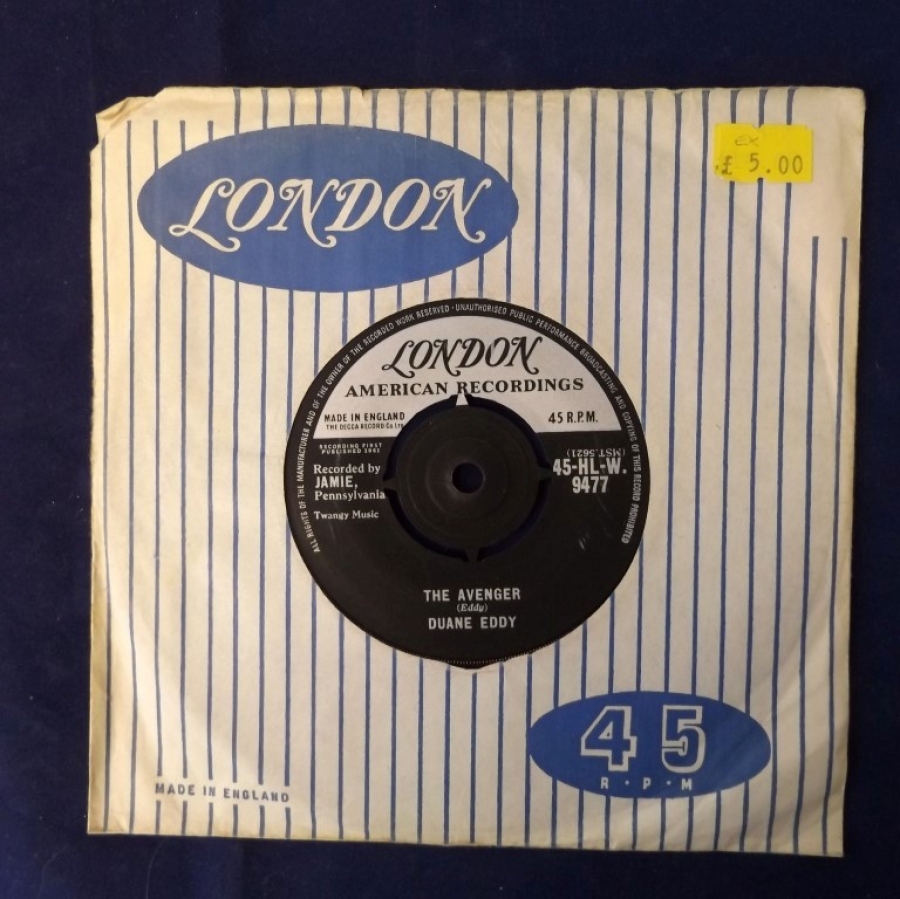 LONDON
EX
£ 5.00
ALL RIGHTS OF THE MANUFACTURER AND OF THE OWNER OF THE RECORDED WORK RESERVED · UNAUTHORISED PUBLIC PERFORMANCE BROADCASTING AND COPYING OF THIS RECORD PROHIBITED
LONDON
AMERICAN RECORDINGS
MADE IN ENGLAND
THE DECCA RECORD Co. Ltd.
45 R.P.M.
RECORDING FIRST
PUBLISHED 1961
(MST.5621)
Recorded by
JAMIE,
Pennsylvania
45-HL-W.
9477
Twangy Music
THE AVENGER
(Eddy)
DUANE EDDY
45
R·P·M
MADE IN ENGLAND